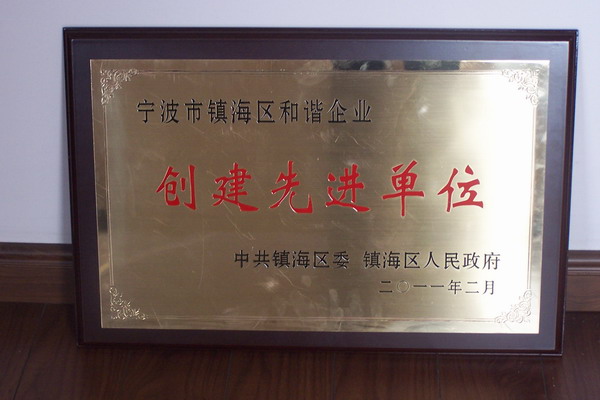 宁波市镇海区和谐企业
创建先进单位
中共镇海区委 镇海区人民政府
二〇一一年二月